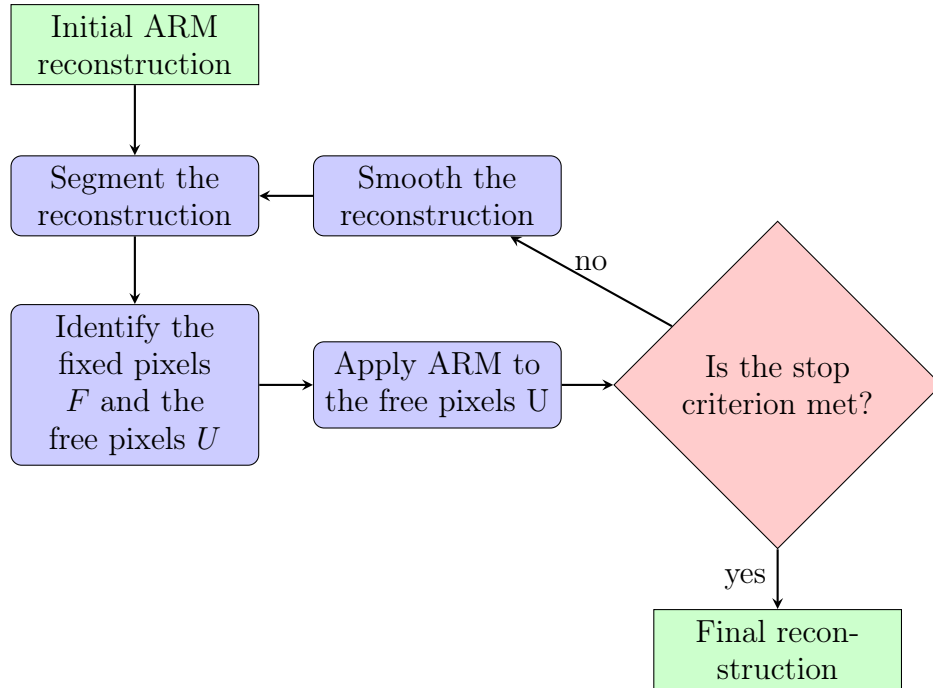 Initial ARM
reconstruction
Segment the
reconstruction
Smooth the
reconstruction
no
Identify the
fixed pixels
F and the
free pixels U
Apply ARM to
the free pixels U
Is the stop
criterion met?
yes
Final recon-
struction